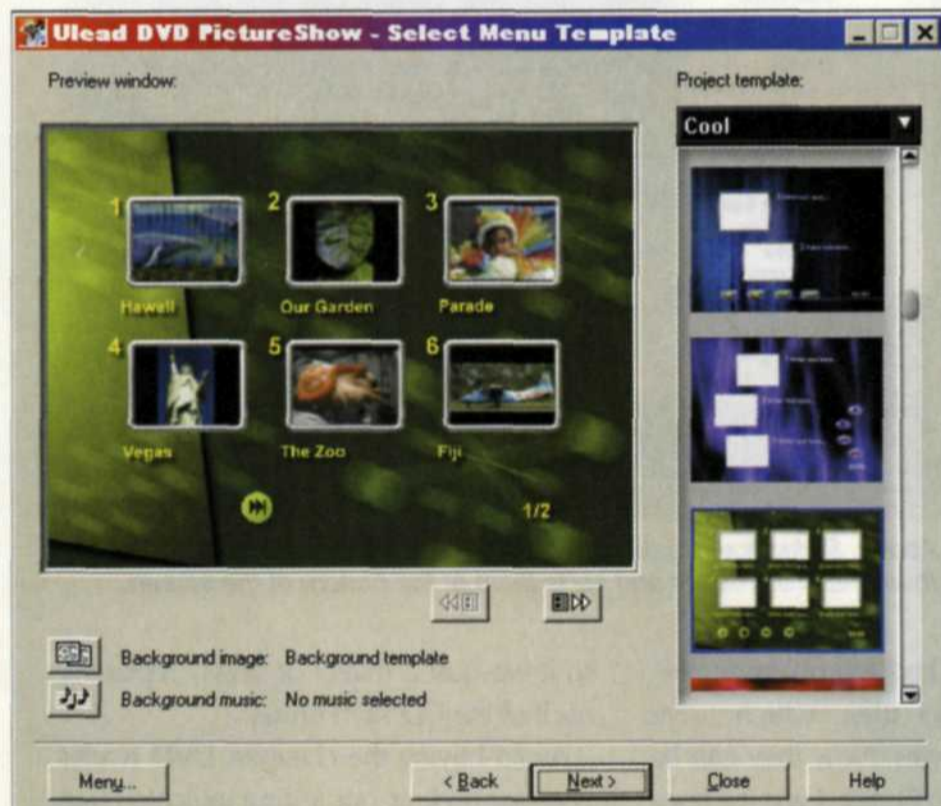 Ulead DVD PictureShow - Select Menu Template
Preview window:
Project template:
Cool
1
2
3
Hawaii
Our Garden
Parade
4
5
6
Vegas
The Zoo
Fiji
1/2
Background image: Background template
Background music: No music selected
Menu...
< Back
Next >
Close
Help